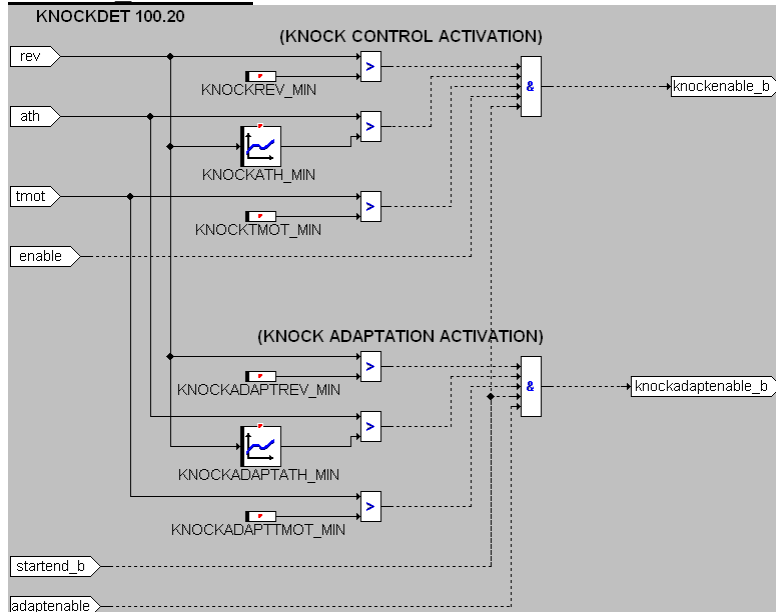 KNOCKDET 100.20
(KNOCK CONTROL ACTIVATION)
rev
>
KNOCKREV_MIN
&
knockenable_b
ath
>
KNOCKATH_MIN
tmot
>
KNOCKTMOT_MIN
enable
(KNOCK ADAPTATION ACTIVATION)
>
KNOCKADAPTREV_MIN
&
knockadaptenable_b
>
KNOCKADAPTATH_MIN
>
KNOCKADAPTTMOT_MIN
startend_b
adaptenable